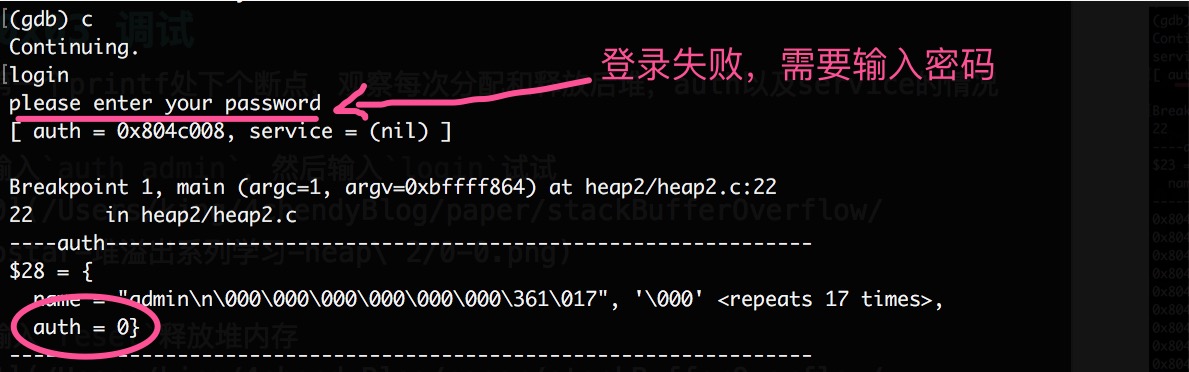 (gdb) c
Continuing.
login
please enter your password
登录失败，需要输入密码
[ auth = 0x804c008, service = (nil) ]
Breakpoint 1, main (argc=1, argv=0xbffff864) at heap2/heap2.c:22
22 in heap2/heap2.c
----auth------------------------------------------------------------
$28 = {
name = "admin\n\000\000\000\000\000\000\361\017", '\000' <repeats 17 times>,
auth = 0}
--------------------------------------------------------------------